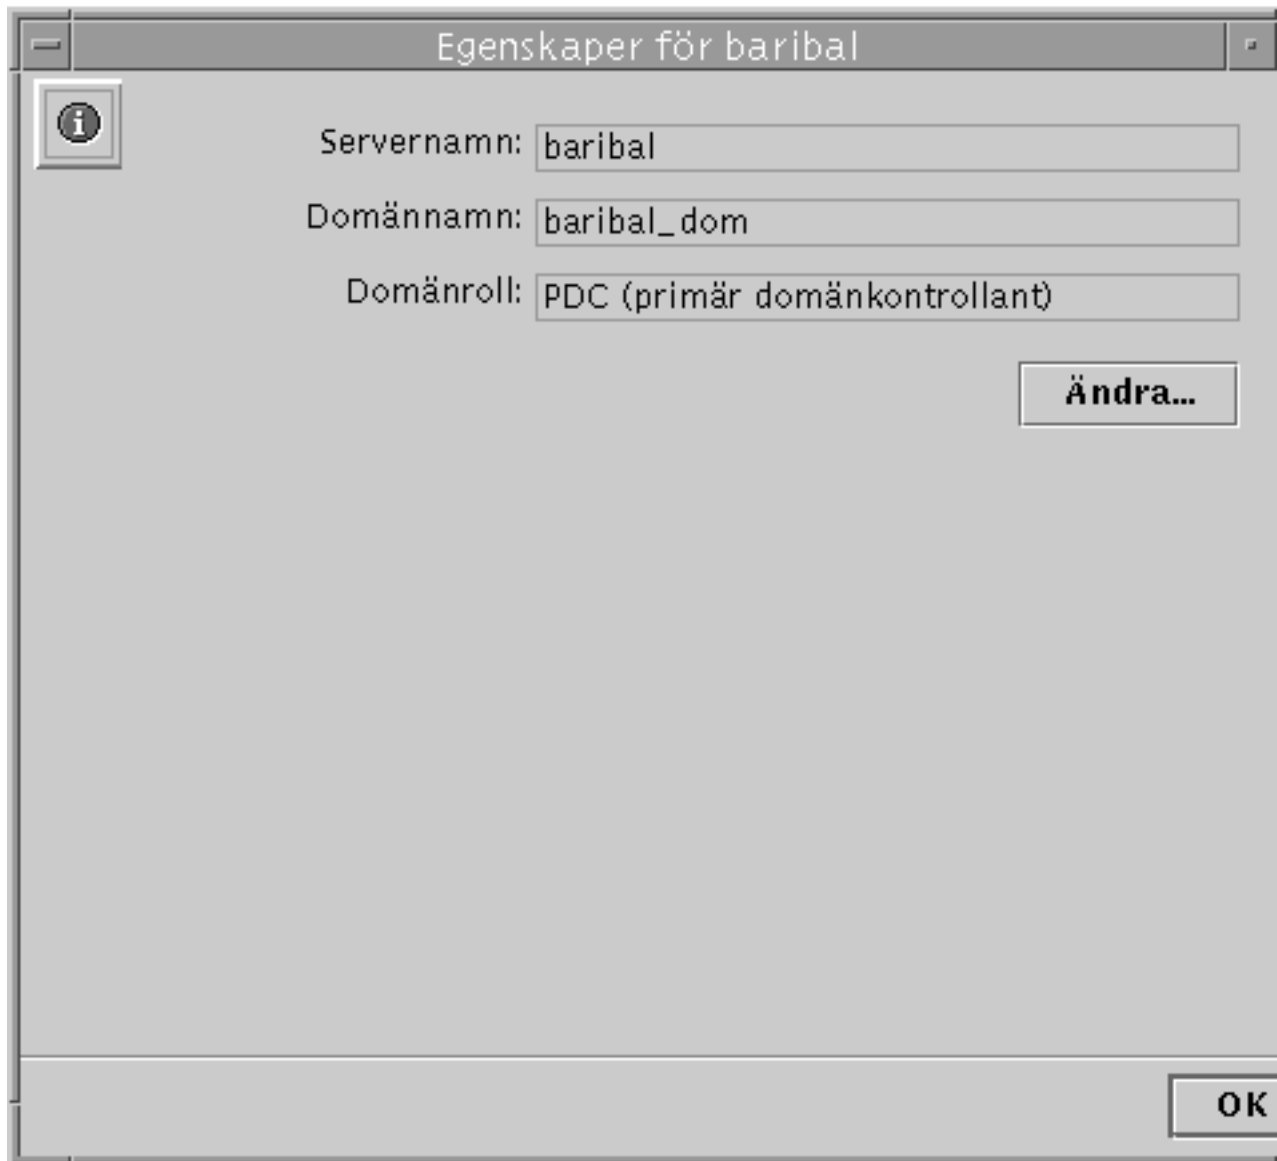 Egenskaper för baribal
Servernamn: baribal
Domännamn: baribal_dom
Domänroll: PDC (primär domänkontrollant)
Ändra...
OK